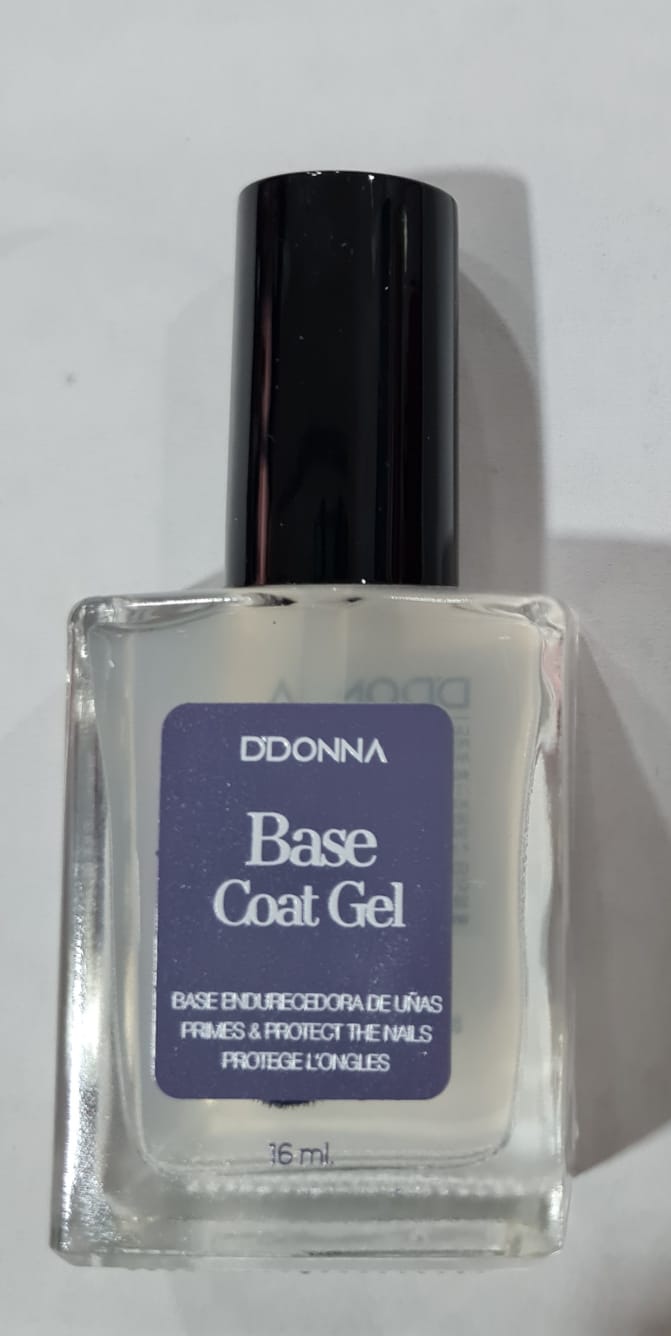 D'DONNA
Base
Coat Gel
BASE ENDURECEDORA DE UÑAS
PRIMES & PROTECT THE NAILS
PROTEGE L'ONGLES
16 ml.